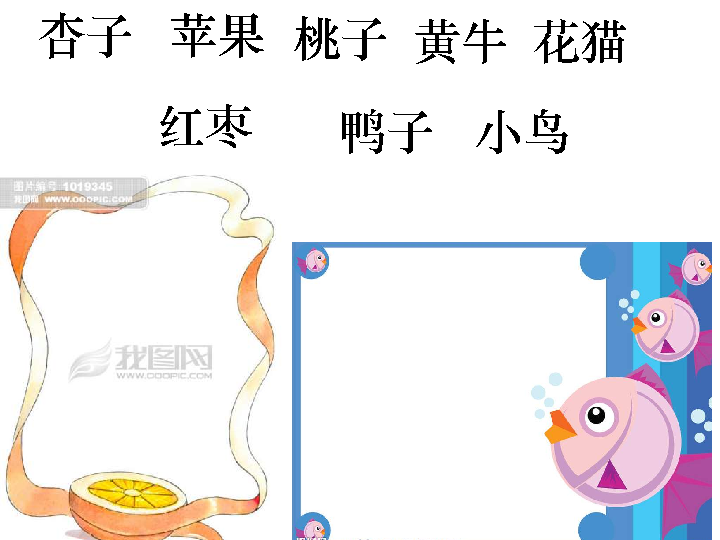 杏子 苹果 桃子 黄牛 花猫
红枣 鸭子 小鸟
图片编号 1019345
我图网 www.OOOPIC.COM
我图网
WWW.OOOPIC.COM